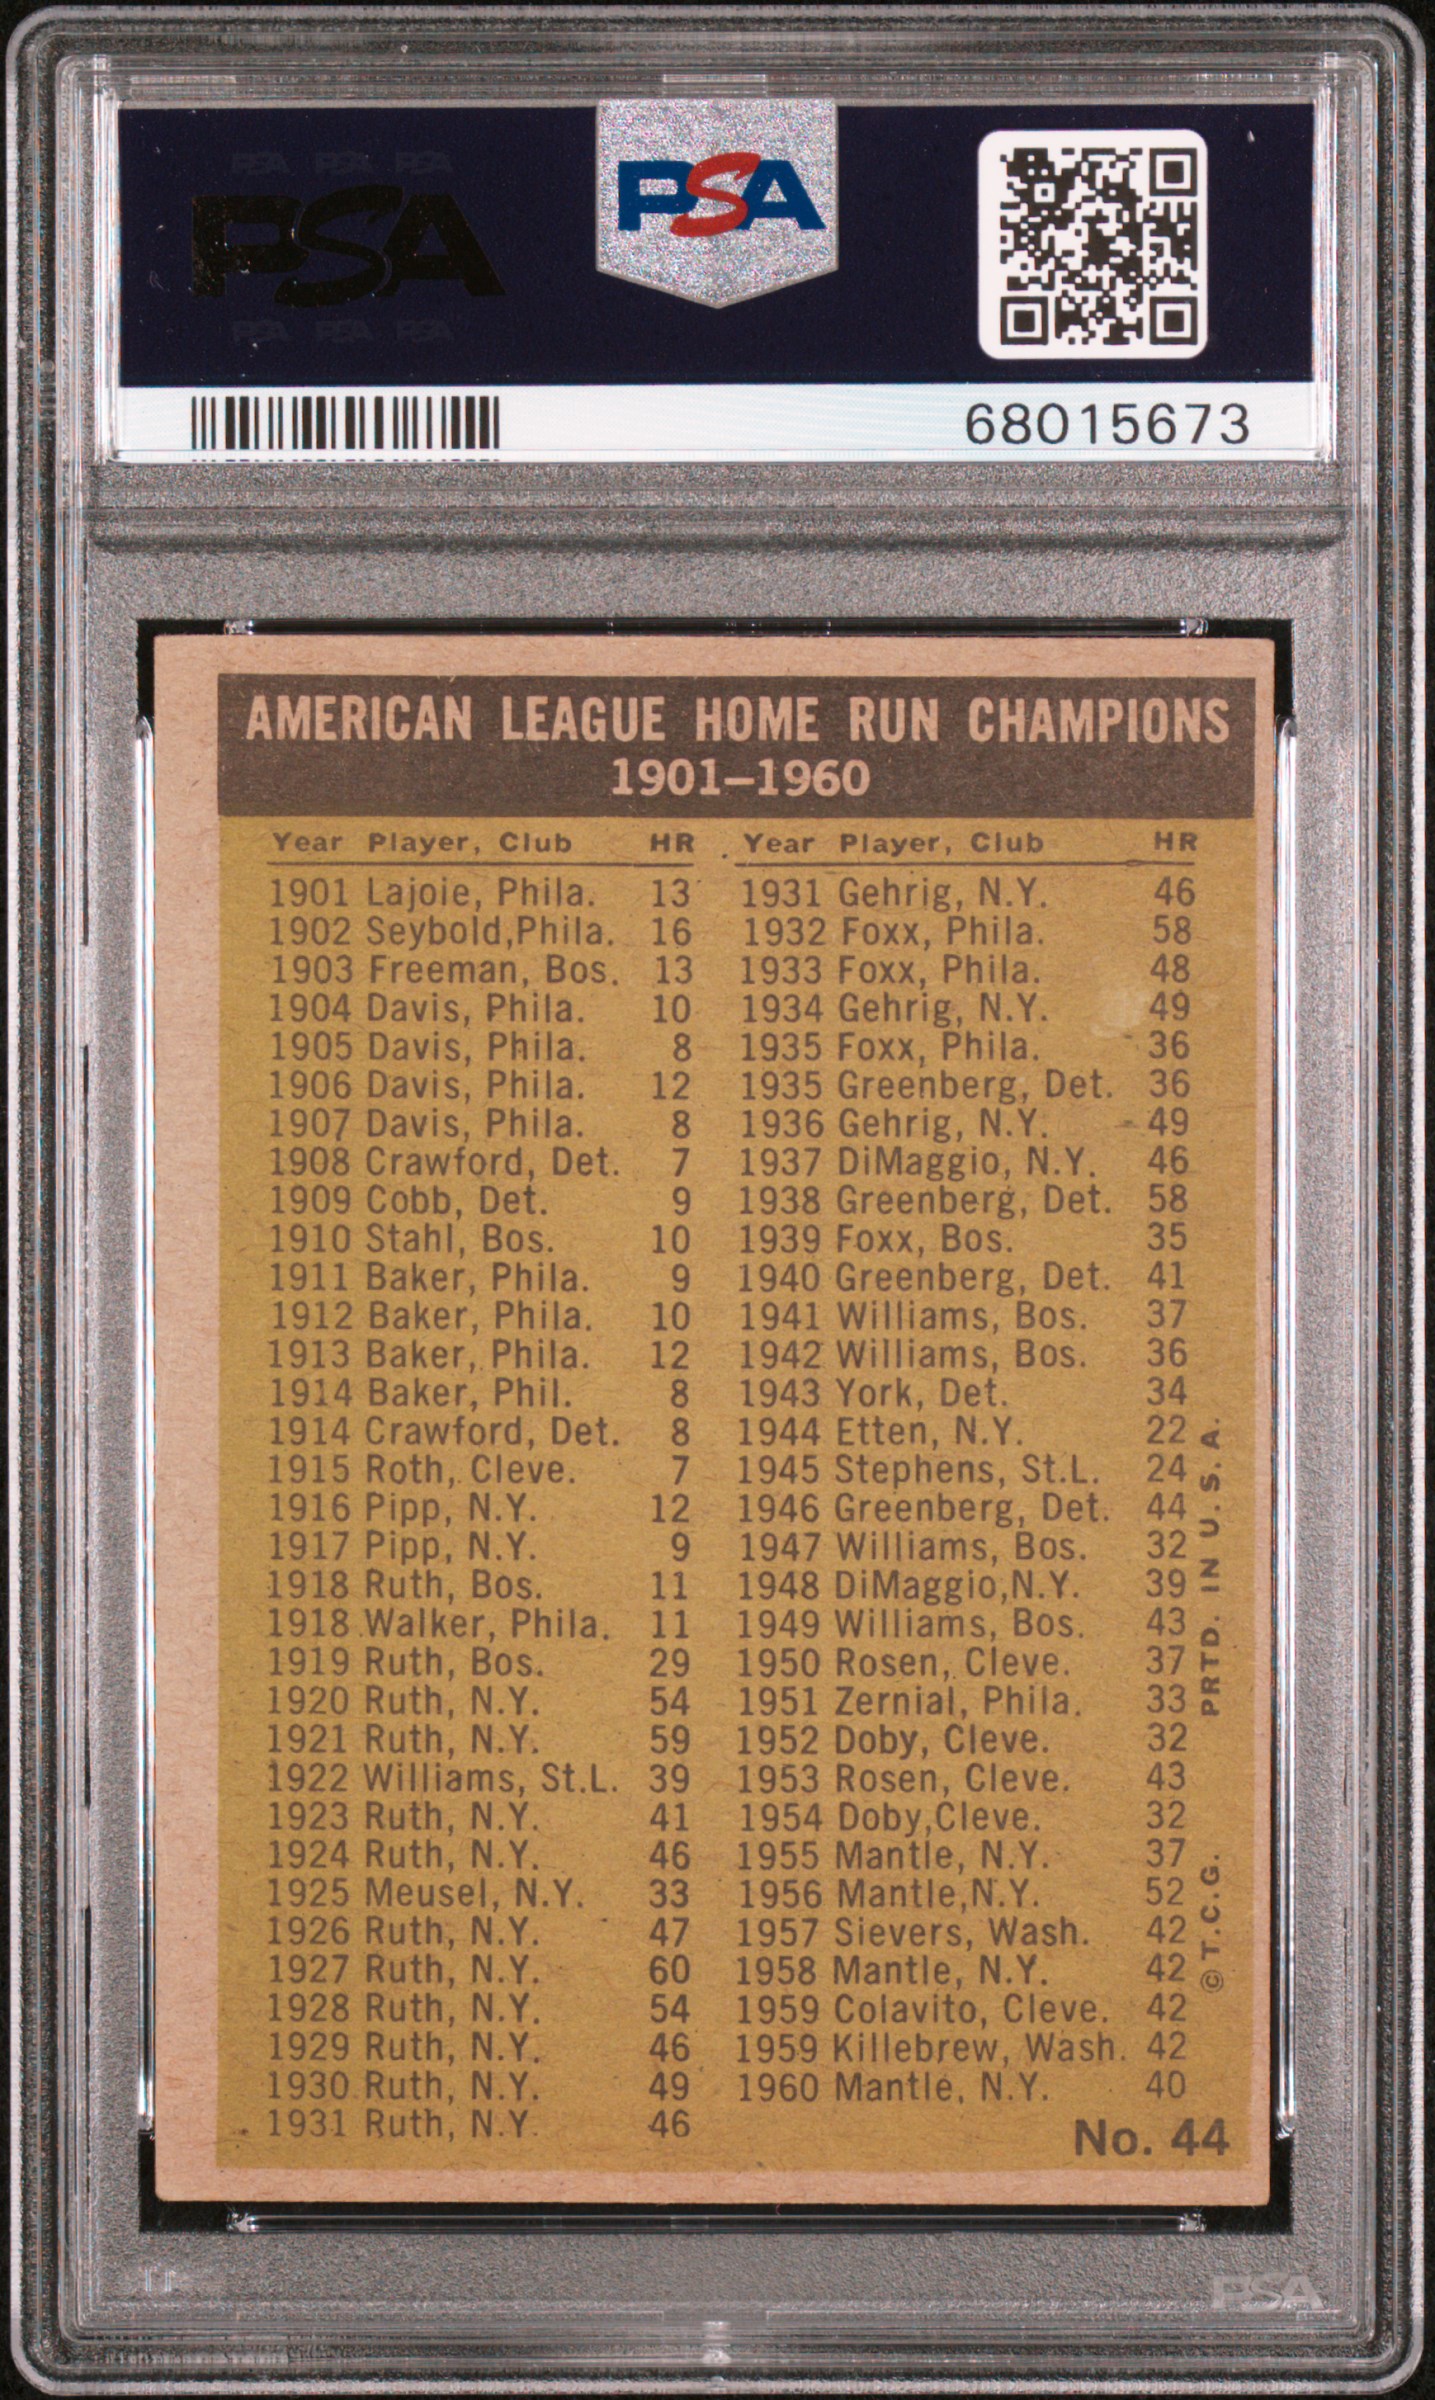 PSA PSA PSA
PSA
PSA PSA PSA
PSA
68015673
AMERICAN LEAGUE HOME RUN CHAMPIONS
1901–1960
Year Player, Club HR Year Player, Club HR
1901 Lajoie, Phila. 13 1931 Gehrig, N.Y. 46
1902 Seybold,Phila. 16 1932 Foxx, Phila. 58
1903 Freeman, Bos. 13 1933 Foxx, Phila. 48
1904 Davis, Phila. 10 1934 Gehrig, N.Y. 49
1905 Davis, Phila. 8 1935 Foxx, Phila. 36
1906 Davis, Phila. 12 1935 Greenberg, Det. 36
1907 Davis, Phila. 8 1936 Gehrig, N.Y. 49
1908 Crawford, Det. 7 1937 DiMaggio, N.Y. 46
1909 Cobb, Det. 9 1938 Greenberg, Det. 58
1910 Stahl, Bos. 10 1939 Foxx, Bos. 35
1911 Baker, Phila. 9 1940 Greenberg, Det. 41
1912 Baker, Phila. 10 1941 Williams, Bos. 37
1913 Baker, Phila. 12 1942 Williams, Bos. 36
1914 Baker, Phil. 8 1943 York, Det. 34
1914 Crawford, Det. 8 1944 Etten, N.Y. 22
1915 Roth, Cleve. 7 1945 Stephens, St.L. 24
1916 Pipp, N.Y. 12 1946 Greenberg, Det. 44
1917 Pipp, N.Y. 9 1947 Williams, Bos. 32
1918 Ruth, Bos. 11 1948 DiMaggio,N.Y. 39
1918 Walker, Phila. 11 1949 Williams, Bos. 43
1919 Ruth, Bos. 29 1950 Rosen, Cleve. 37
1920 Ruth, N.Y. 54 1951 Zernial, Phila. 33
1921 Ruth, N.Y. 59 1952 Doby, Cleve. 32
1922 Williams, St.L. 39 1953 Rosen, Cleve. 43
1923 Ruth, N.Y. 41 1954 Doby,Cleve. 32
1924 Ruth, N.Y. 46 1955 Mantle, N.Y. 37
1925 Meusel, N.Y. 33 1956 Mantle,N.Y. 52
1926 Ruth, N.Y. 47 1957 Sievers, Wash. 42
1927 Ruth, N.Y. 60 1958 Mantle, N.Y. 42
1928 Ruth, N.Y. 54 1959 Colavito, Cleve. 42
1929 Ruth, N.Y. 46 1959 Killebrew, Wash. 42
1930 Ruth, N.Y. 49 1960 Mantle, N.Y. 40
1931 Ruth, N.Y. 46
No. 44
© T.C.G. PRTD. IN U.S.A.
PSA